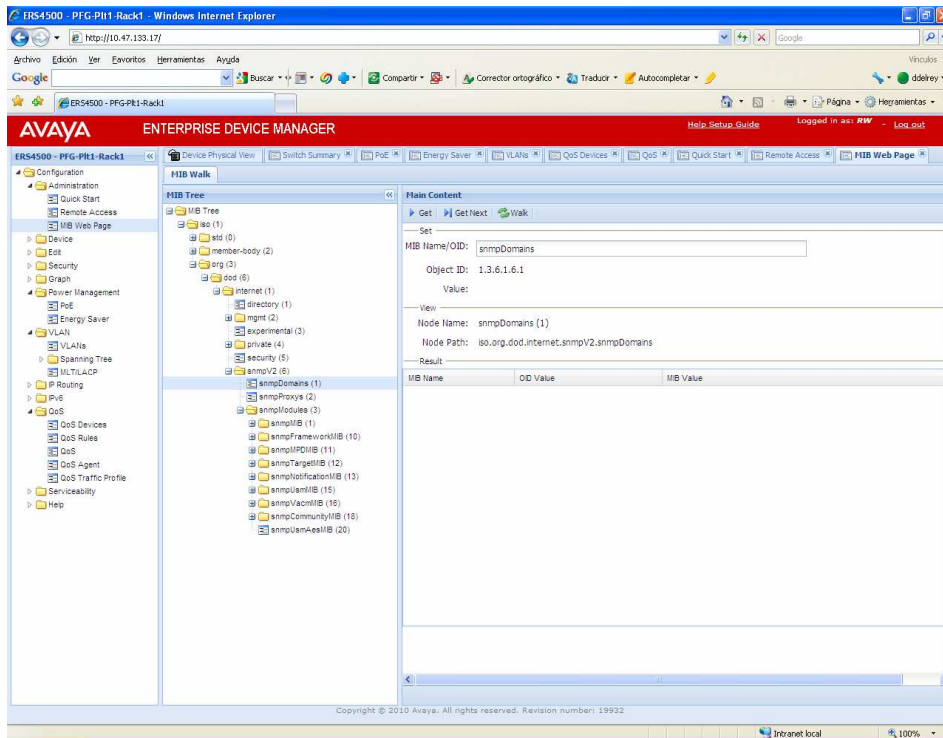 ERS4500 - PFG-Plt1-Rack1 - Windows Internet Explorer
http://10.47.133.17/
Google
Archivo Edición Ver Favoritos Herramientas Ayuda
Vínculos
Google
Buscar
Compartir
Corrector ortográfico
Traducir
Autocompletar
ddelrey
ERS4500 - PFG-Plt1-Rack1
Página
Herramientas
AVAYA ENTERPRISE DEVICE MANAGER
Help Setup Guide
Logged in as: RW - Log out
ERS4500 - PFG-Plt1-Rack1
Device Physical View
Switch Summary
PoE
Energy Saver
VLANs
QoS Devices
QoS
Quick Start
Remote Access
MIB Web Page
Configuration
Administration
Quick Start
Remote Access
MIB Web Page
Device
Edit
Security
Graph
Power Management
PoE
Energy Saver
VLAN
VLANs
Spanning Tree
MLT/LACP
IP Routing
IPv6
QoS
QoS Devices
QoS Rules
QoS
QoS Agent
QoS Traffic Profile
Serviceability
Help
MIB Walk
MIB Tree
MIB Tree
iso (1)
std (0)
member-body (2)
org (3)
dod (6)
internet (1)
directory (1)
mgmt (2)
experimental (3)
private (4)
security (5)
snmpV2 (6)
snmpDomains (1)
snmpProxys (2)
snmpModules (3)
snmpMIB (1)
snmpFrameworkMIB (10)
snmpMPDMIB (11)
snmpTargetMIB (12)
snmpNotificationMIB (13)
snmpUsmMIB (15)
snmpVacmMIB (16)
snmpCommunityMIB (18)
snmpUsmAesMIB (20)
Main Content
Get
Get Next
Walk
Set
MIB Name/OID: snmpDomains
Object ID: 1.3.6.1.6.1
Value:
View
Node Name: snmpDomains (1)
Node Path: iso.org.dod.internet.snmpV2.snmpDomains
Result
MIB Name
OID Value
MIB Value
Copyright © 2010 Avaya. All rights reserved. Revision number: 19932
Intranet local
100%